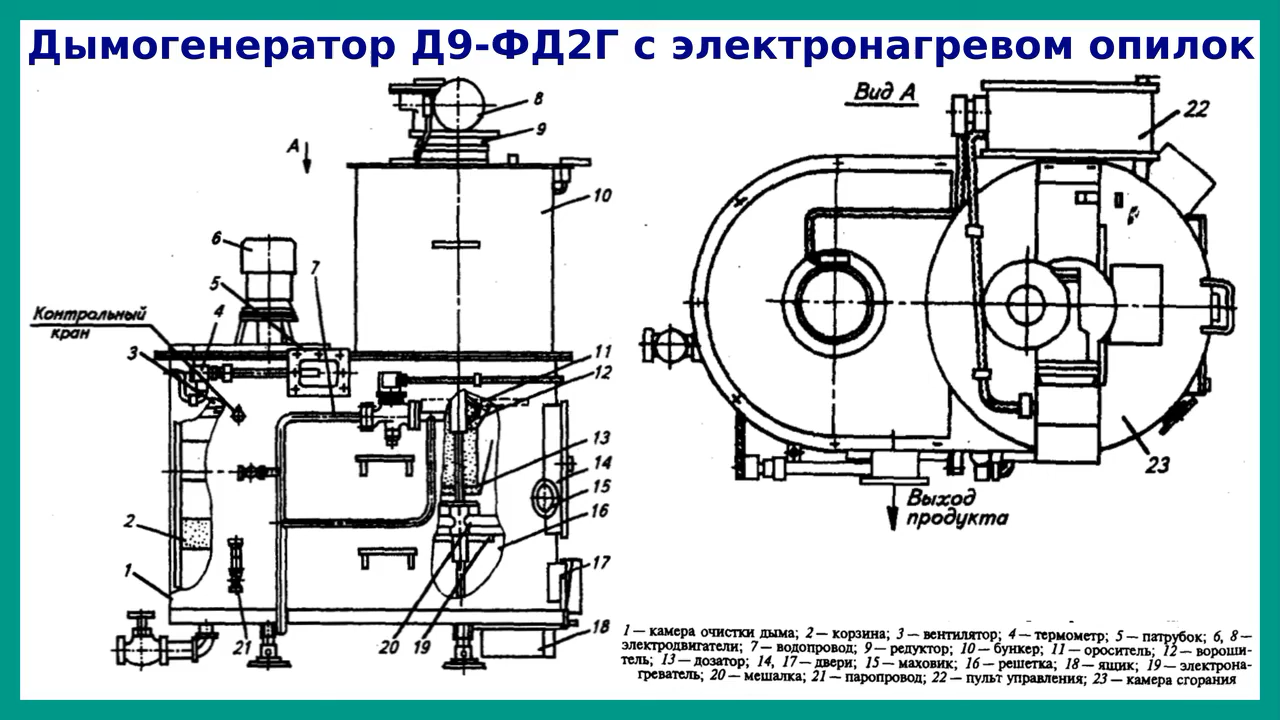 Дымогенератор Д9-ФД2Г с электронагревом опилок
Вид А
А
Контрольный
кран
1
2
3
4
5
6
7
8
9
10
11
12
13
14
15
16
17
18
19
20
21
22
23
Выход
продукта
1 — камера очистки дыма; 2 — корзина; 3 — вентилятор; 4 — термометр; 5 — патрубок; 6, 8 —
электродвигатели; 7 — водопровод; 9 — редуктор; 10 — бункер; 11 — ороситель; 12 — вороши-
тель; 13 — дозатор; 14, 17 — двери; 15 — маховик; 16 — решетка; 18 — ящик; 19 — электрона-
греватель; 20 — мешалка; 21 — паропровод; 22 — пульт управления; 23 — камера сгорания